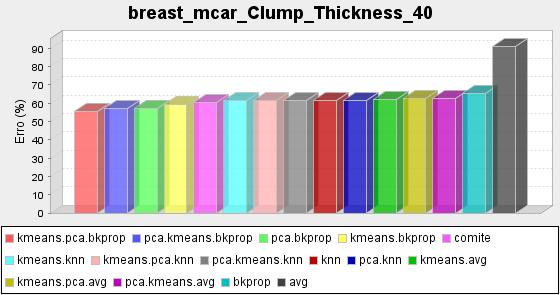 breast_mcar_Clump_Thickness_40
Erro (%)
90
80
70
60
50
40
30
20
10
0
kmeans.pca.bkprop pca.kmeans.bkprop pca.bkprop kmeans.bkprop comite
kmeans.knn kmeans.pca.knn pca.kmeans.knn knn pca.knn kmeans.avg
kmeans.pca.avg pca.kmeans.avg bkprop avg